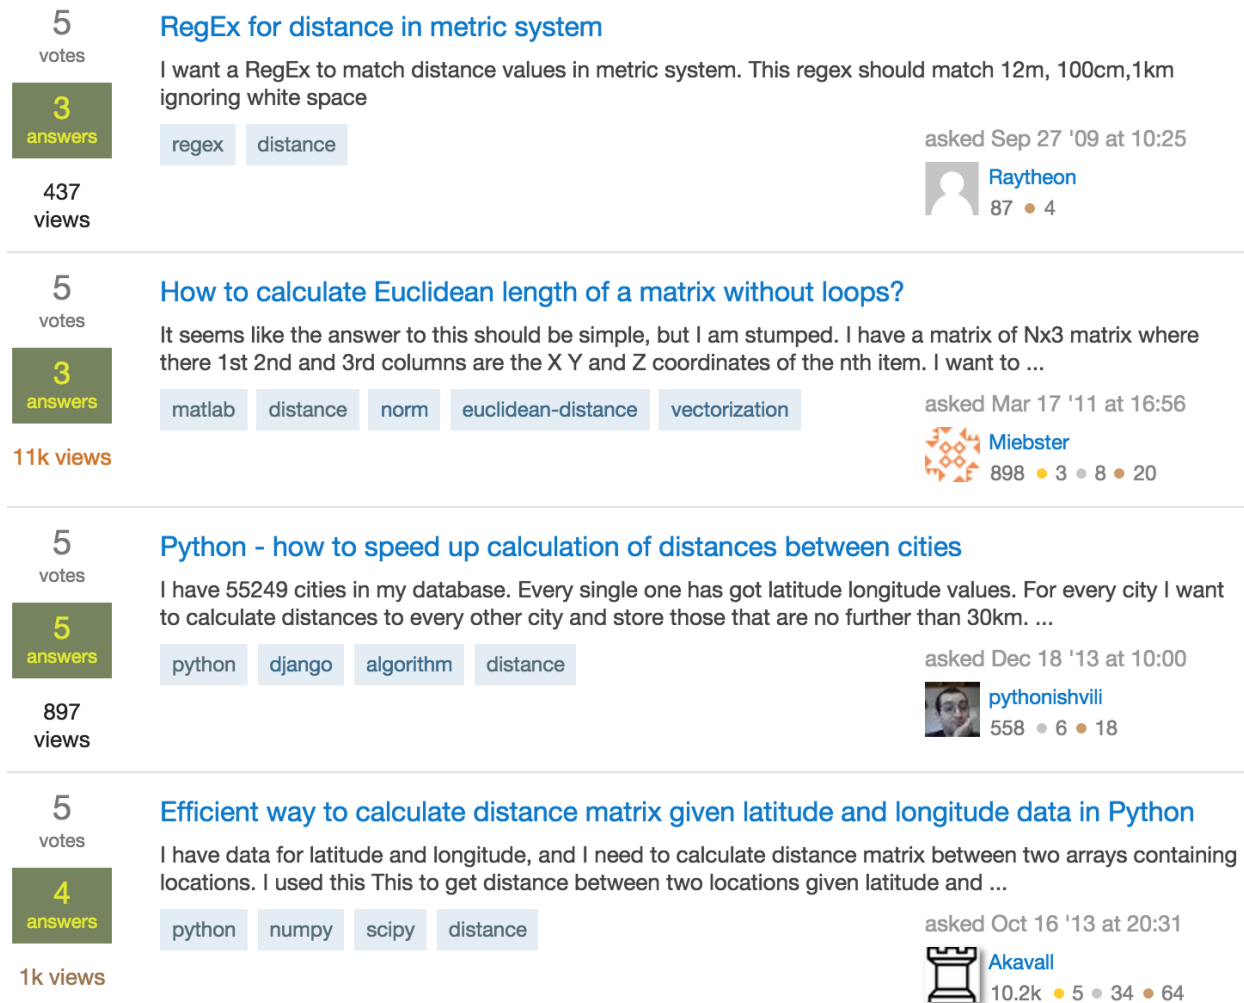 5
votes
3
answers
437
views
RegEx for distance in metric system
I want a RegEx to match distance values in metric system. This regex should match 12m, 100cm,1km
ignoring white space
regex distance
asked Sep 27 '09 at 10:25
Raytheon
87 4
5
votes
3
answers
11k views
How to calculate Euclidean length of a matrix without loops?
It seems like the answer to this should be simple, but I am stumped. I have a matrix of Nx3 matrix where
there 1st 2nd and 3rd columns are the X Y and Z coordinates of the nth item. I want to ...
matlab distance norm euclidean-distance vectorization
asked Mar 17 '11 at 16:56
Miebster
898 3 8 20
5
votes
5
answers
897
views
Python - how to speed up calculation of distances between cities
I have 55249 cities in my database. Every single one has got latitude longitude values. For every city I want
to calculate distances to every other city and store those that are no further than 30km. ...
python django algorithm distance
asked Dec 18 '13 at 10:00
pythonishvili
558 6 18
5
votes
4
answers
1k views
Efficient way to calculate distance matrix given latitude and longitude data in Python
I have data for latitude and longitude, and I need to calculate distance matrix between two arrays containing
locations. I used this This to get distance between two locations given latitude and ...
python numpy scipy distance
asked Oct 16 '13 at 20:31
Akavall
10.2k 5 34 64